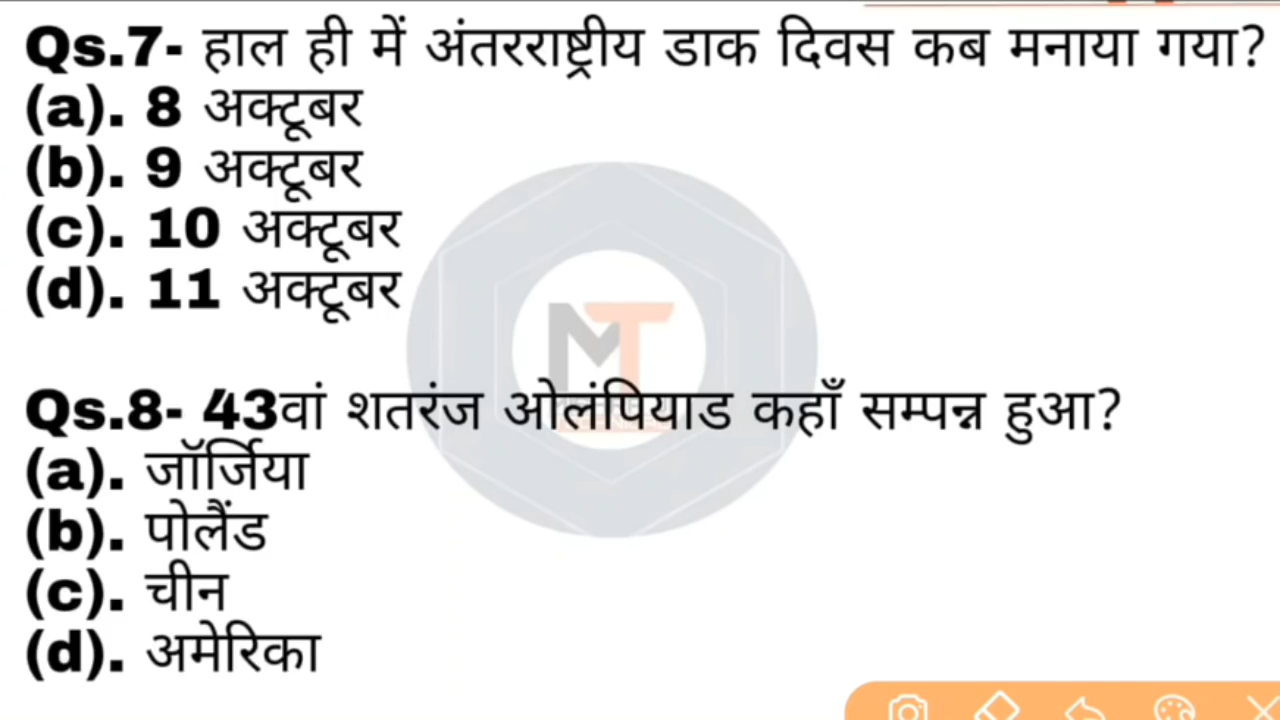 Qs.7- हाल ही में अंतरराष्ट्रीय डाक दिवस कब मनाया गया?
(a). 8 अक्टूबर
(b). 9 अक्टूबर
(c). 10 अक्टूबर
(d). 11 अक्टूबर
Qs.8- 43वां शतरंज ओलंपियाड कहाँ सम्पन्न हुआ?
(a). जॉर्जिया
(b). पोलैंड
(c). चीन
(d). अमेरिका
MT